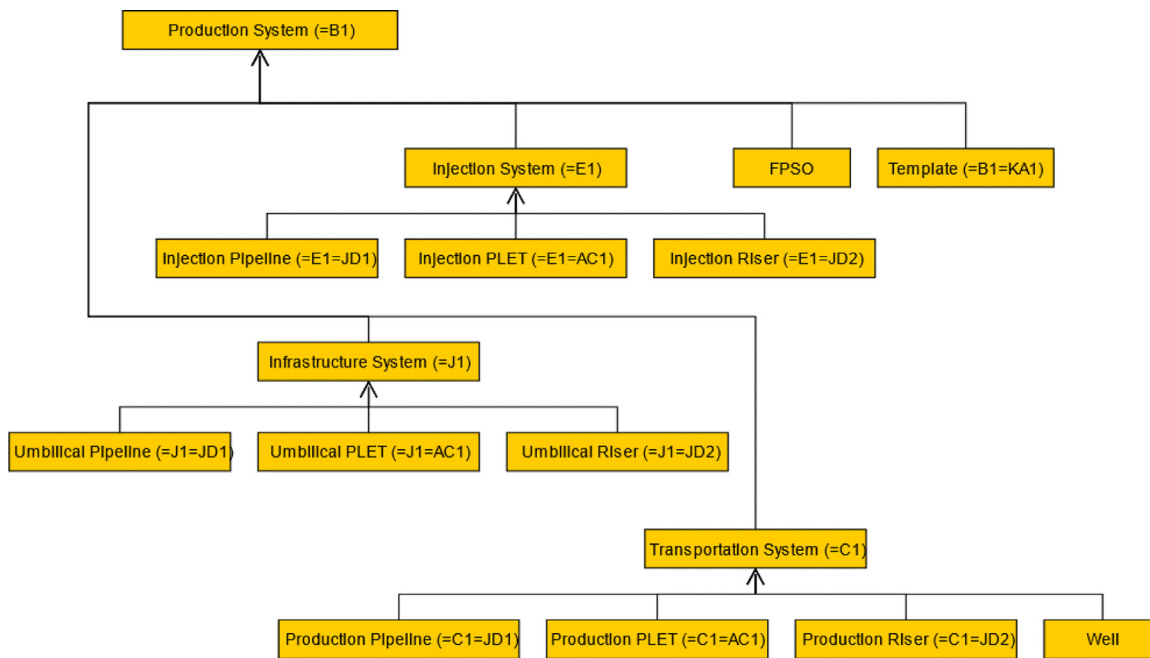 Production System (=B1)
Injection System (=E1)
FPSO
Template (=B1=KA1)
Injection Pipeline (=E1=JD1)
Injection PLET (=E1=AC1)
Injection Riser (=E1=JD2)
Infrastructure System (=J1)
Umbilical Pipeline (=J1=JD1)
Umbilical PLET (=J1=AC1)
Umbilical Riser (=J1=JD2)
Transportation System (=C1)
Production Pipeline (=C1=JD1)
Production PLET (=C1=AC1)
Production Riser (=C1=JD2)
Well